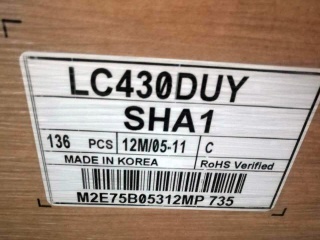 LC430DUY
SHA1
136 PCS 12M/05-11 C
MADE IN KOREA RoHS Verified
M2E75B05312MP 735